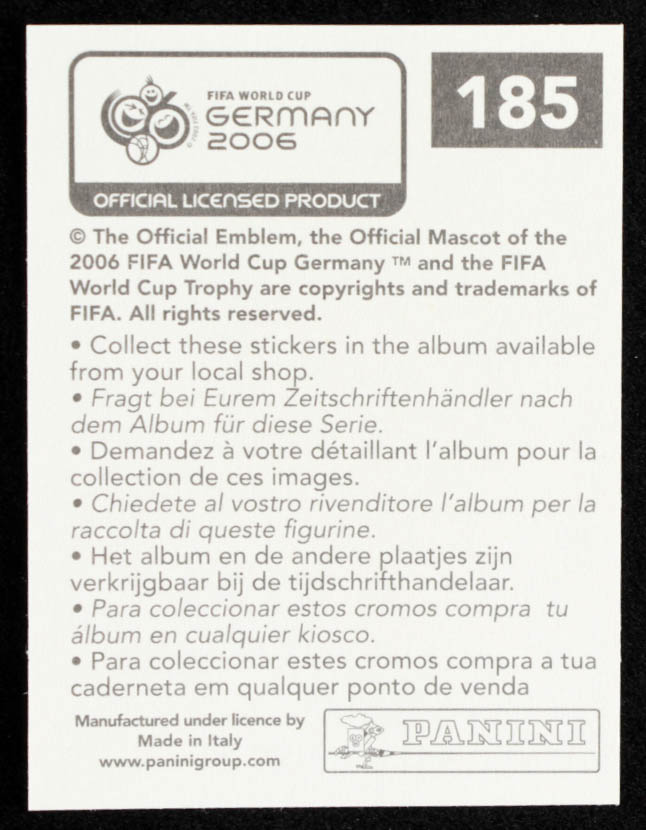 FIFA WORLD CUP
GERMANY
2006
185
OFFICIAL LICENSED PRODUCT
© The Official Emblem, the Official Mascot of the
2006 FIFA World Cup Germany ™ and the FIFA
World Cup Trophy are copyrights and trademarks of
FIFA. All rights reserved.
• Collect these stickers in the album available
from your local shop.
• Fragt bei Eurem Zeitschriftenhändler nach
dem Album für diese Serie.
• Demandez à votre détaillant l'album pour la
collection de ces images.
• Chiedete al vostro rivenditore l'album per la
raccolta di queste figurine.
• Het album en de andere plaatjes zijn
verkrijgbaar bij de tijdschrifthandelaar.
• Para coleccionar estos cromos compra tu
álbum en cualquier kiosco.
• Para coleccionar estes cromos compra a tua
caderneta em qualquer ponto de venda
Manufactured under licence by
Made in Italy
www.paninigroup.com
PANINI